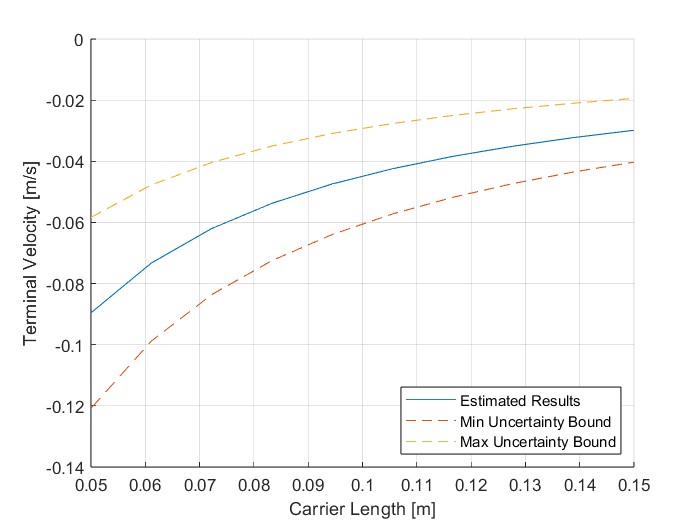 0
-0.02
-0.04
-0.06
-0.08
-0.1
-0.12
-0.14
Terminal Velocity [m/s]
Estimated Results
Min Uncertainty Bound
Max Uncertainty Bound
0.05 0.06 0.07 0.08 0.09 0.1 0.11 0.12 0.13 0.14 0.15
Carrier Length [m]